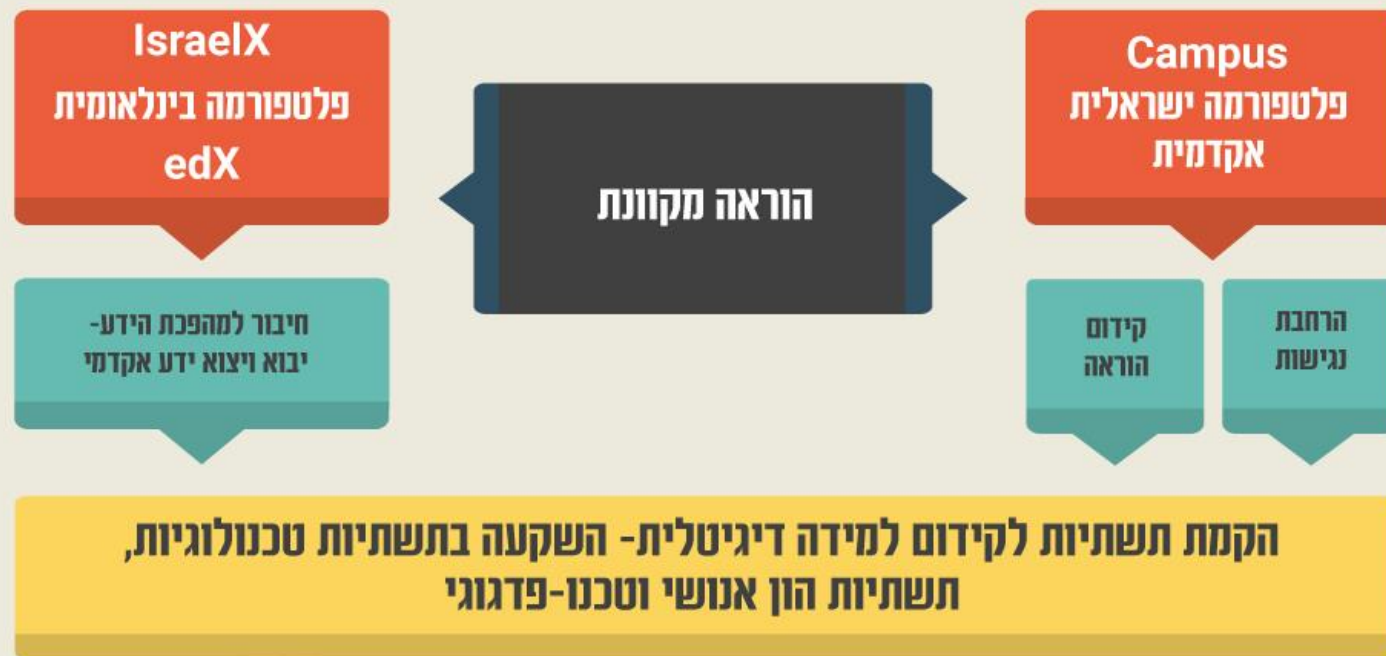 Campus
פלטפורמה ישראלית
אקדמית
הוראה מקוונת
IsraelX
פלטפורמה בינלאומית
edX
הרחבת
נגישות
קידום
הוראה
חיבור למהפכת הידע-
יבוא ויצוא ידע אקדמי
הקמת תשתיות לקידום למידה דיגיטלית- השקעה בתשתיות טכנולוגיות,
תשתיות הון אנושי וטכנו-פדגוגי